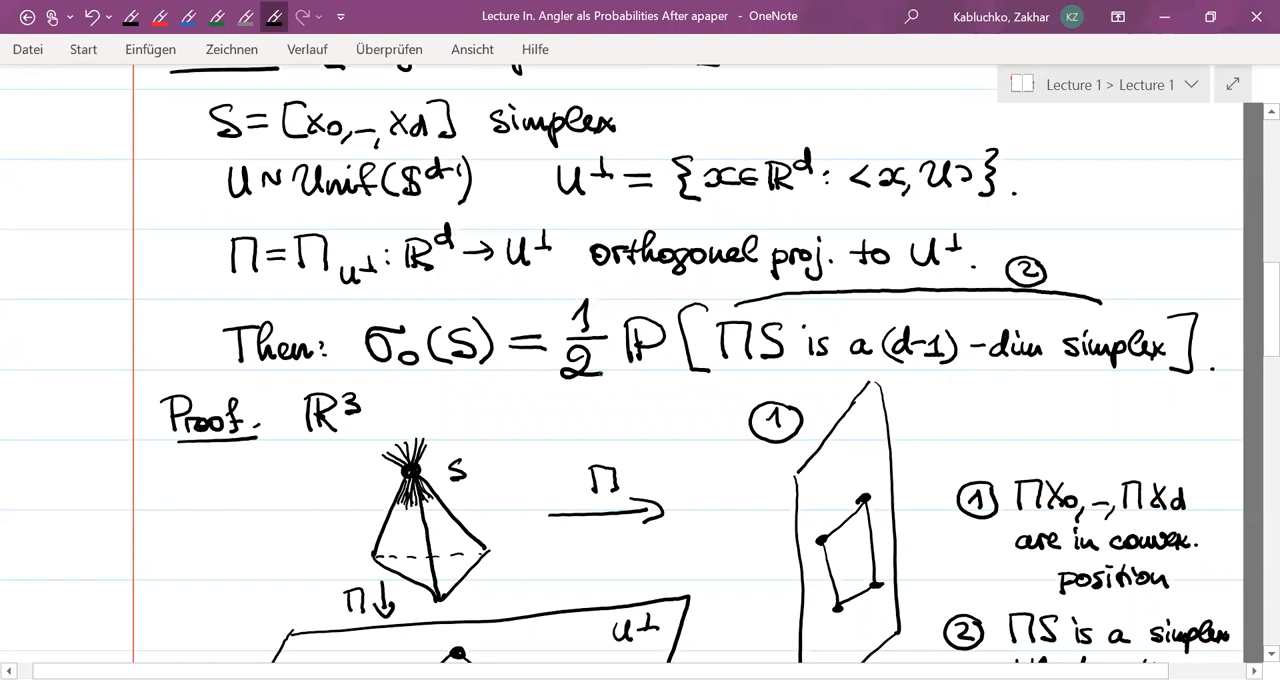 Lecture In. Angler als Probabilities After apaper - OneNote
Kabluchko, Zakhar KZ
Datei Start Einfügen Zeichnen Verlauf Überprüfen Ansicht Hilfe
Lecture 1 > Lecture 1
S = [X0,-,Xd] simplex
U ~ Unif(𝕊^{d-1}) U^⊥ = {x∈ℝ^d : <x,U>}.
Π = Π_{U^⊥} : ℝ^d → U^⊥ orthogonal proj. to U^⊥.
②
Then: σ₀(S) = 1/2 ℙ[ΠS is a (d-1)-dim simplex].
Proof. ℝ³
①
S
Π
① ΠX0,-,ΠXd
are in convex.
position
Π↓
U^⊥
② ΠS is a simplex